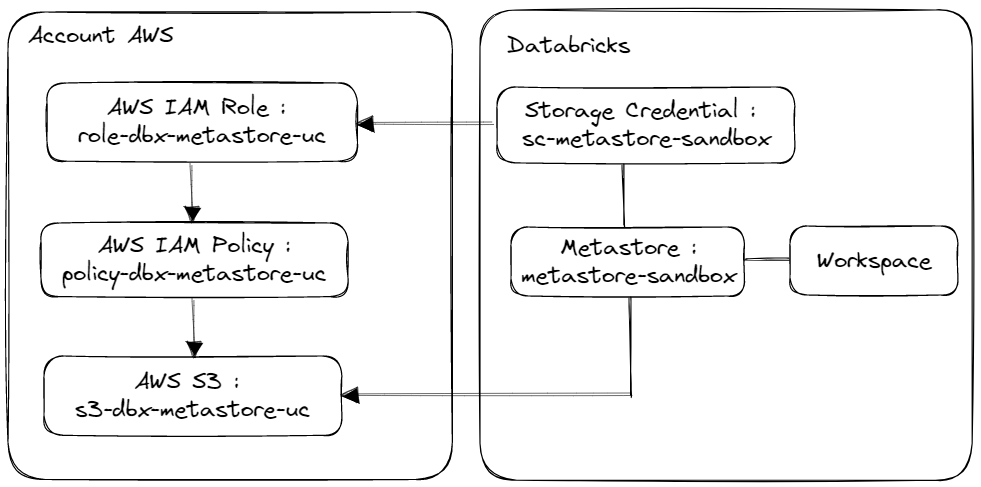 Account AWS
AWS IAM Role :
role-dbx-metastore-uc
AWS IAM Policy :
policy-dbx-metastore-uc
AWS S3 :
s3-dbx-metastore-uc
Databricks
Storage Credential :
sc-metastore-sandbox
Metastore :
metastore-sandbox
Workspace